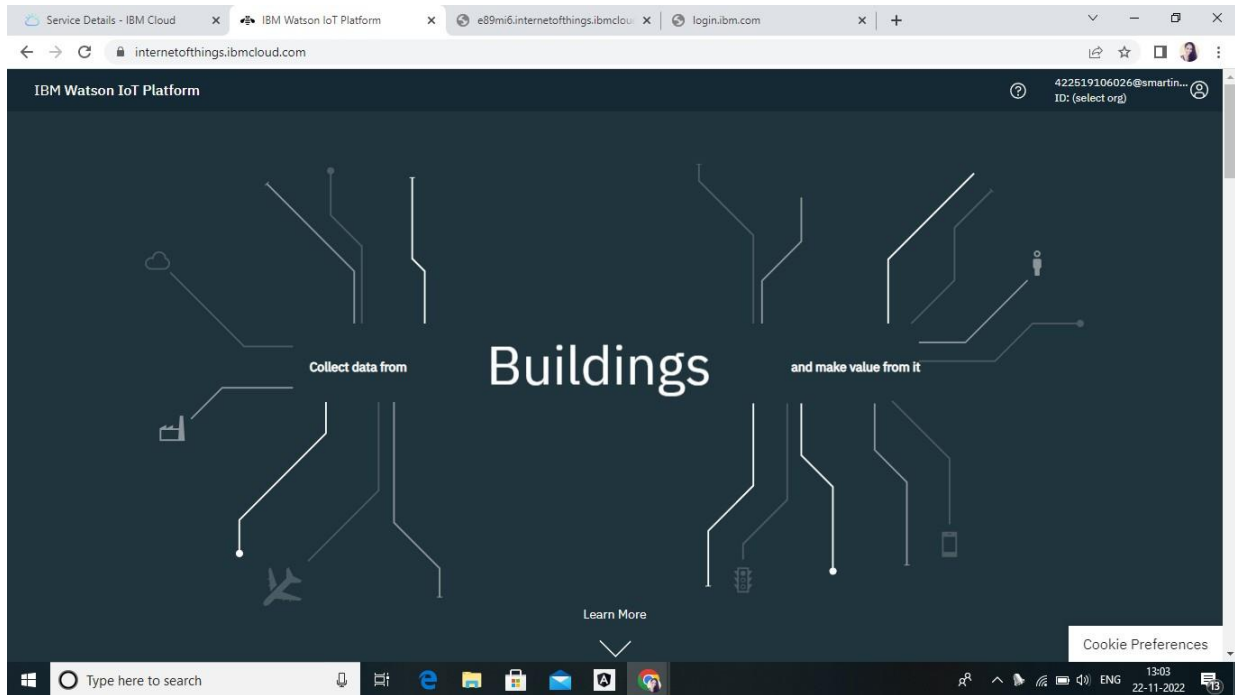 Service Details - IBM Cloud
IBM Watson IoT Platform
e89mi6.internetofthings.ibmclou
login.ibm.com
internetofthings.ibmcloud.com
IBM Watson IoT Platform
422519106026@smartin...
ID: (select org)
Collect data from
Buildings
and make value from it
Learn More
Cookie Preferences
Type here to search
ENG
13:03
22-11-2022
13